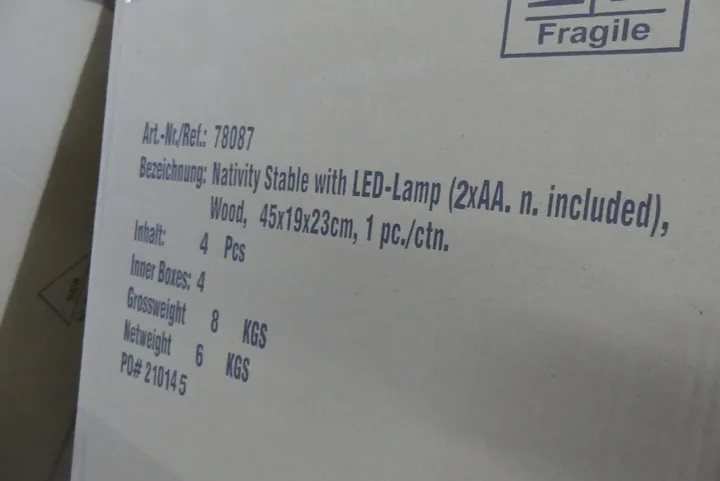 Fragile
Art.-Nr./Ref.: 78087
Bezeichnung: Nativity Stable with LED-Lamp (2xAA. n. included),
Wood, 45x19x23cm, 1 pc./ctn.
Inhalt: 4 Pcs
Inner Boxes: 4
Grossweight 8 KGS
Netweight 6 KGS
PO# 210145